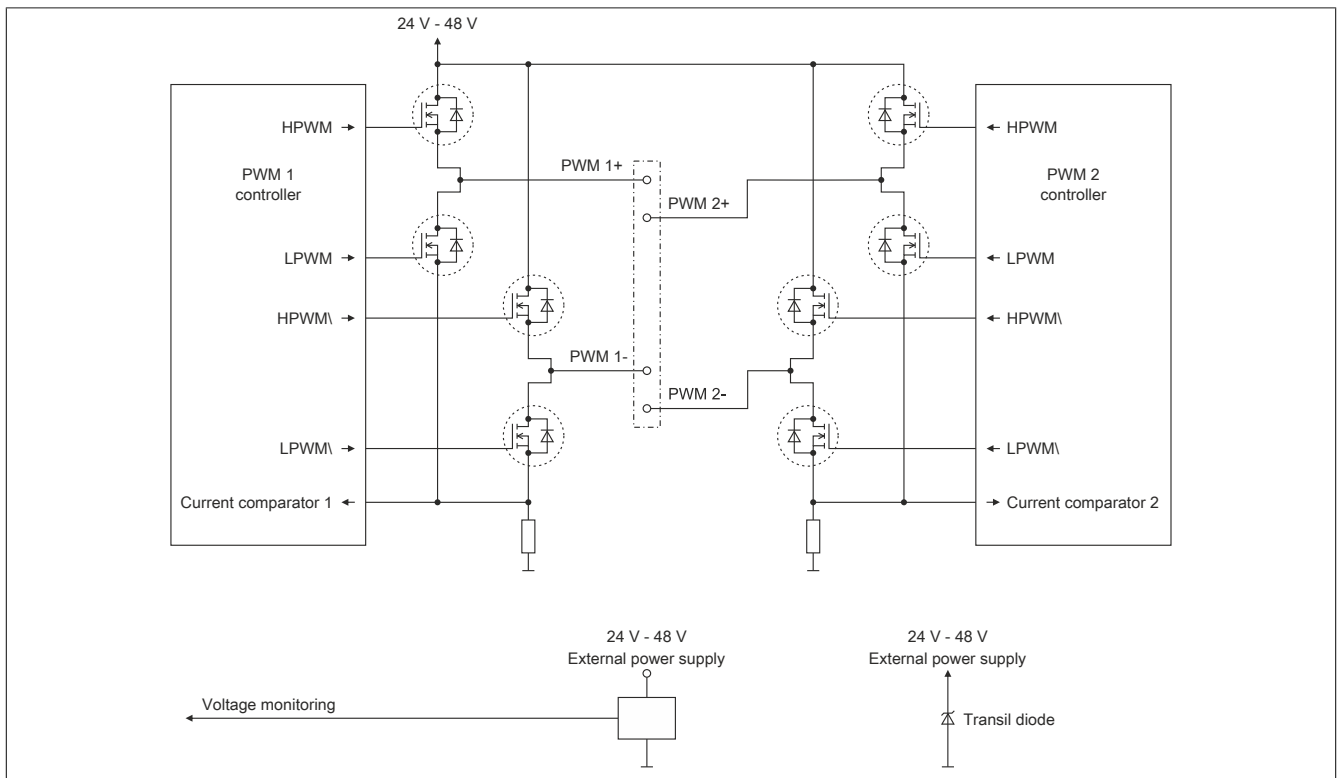 24 V - 48 V
HPWM
PWM 1
controller
LPWM
HPWM\
LPWM\
Current comparator 1
PWM 1+
PWM 2+
PWM 1-
PWM 2-
HPWM
PWM 2
controller
LPWM
HPWM\
LPWM\
Current comparator 2
24 V - 48 V
External power supply
Voltage monitoring
24 V - 48 V
External power supply
Transil diode